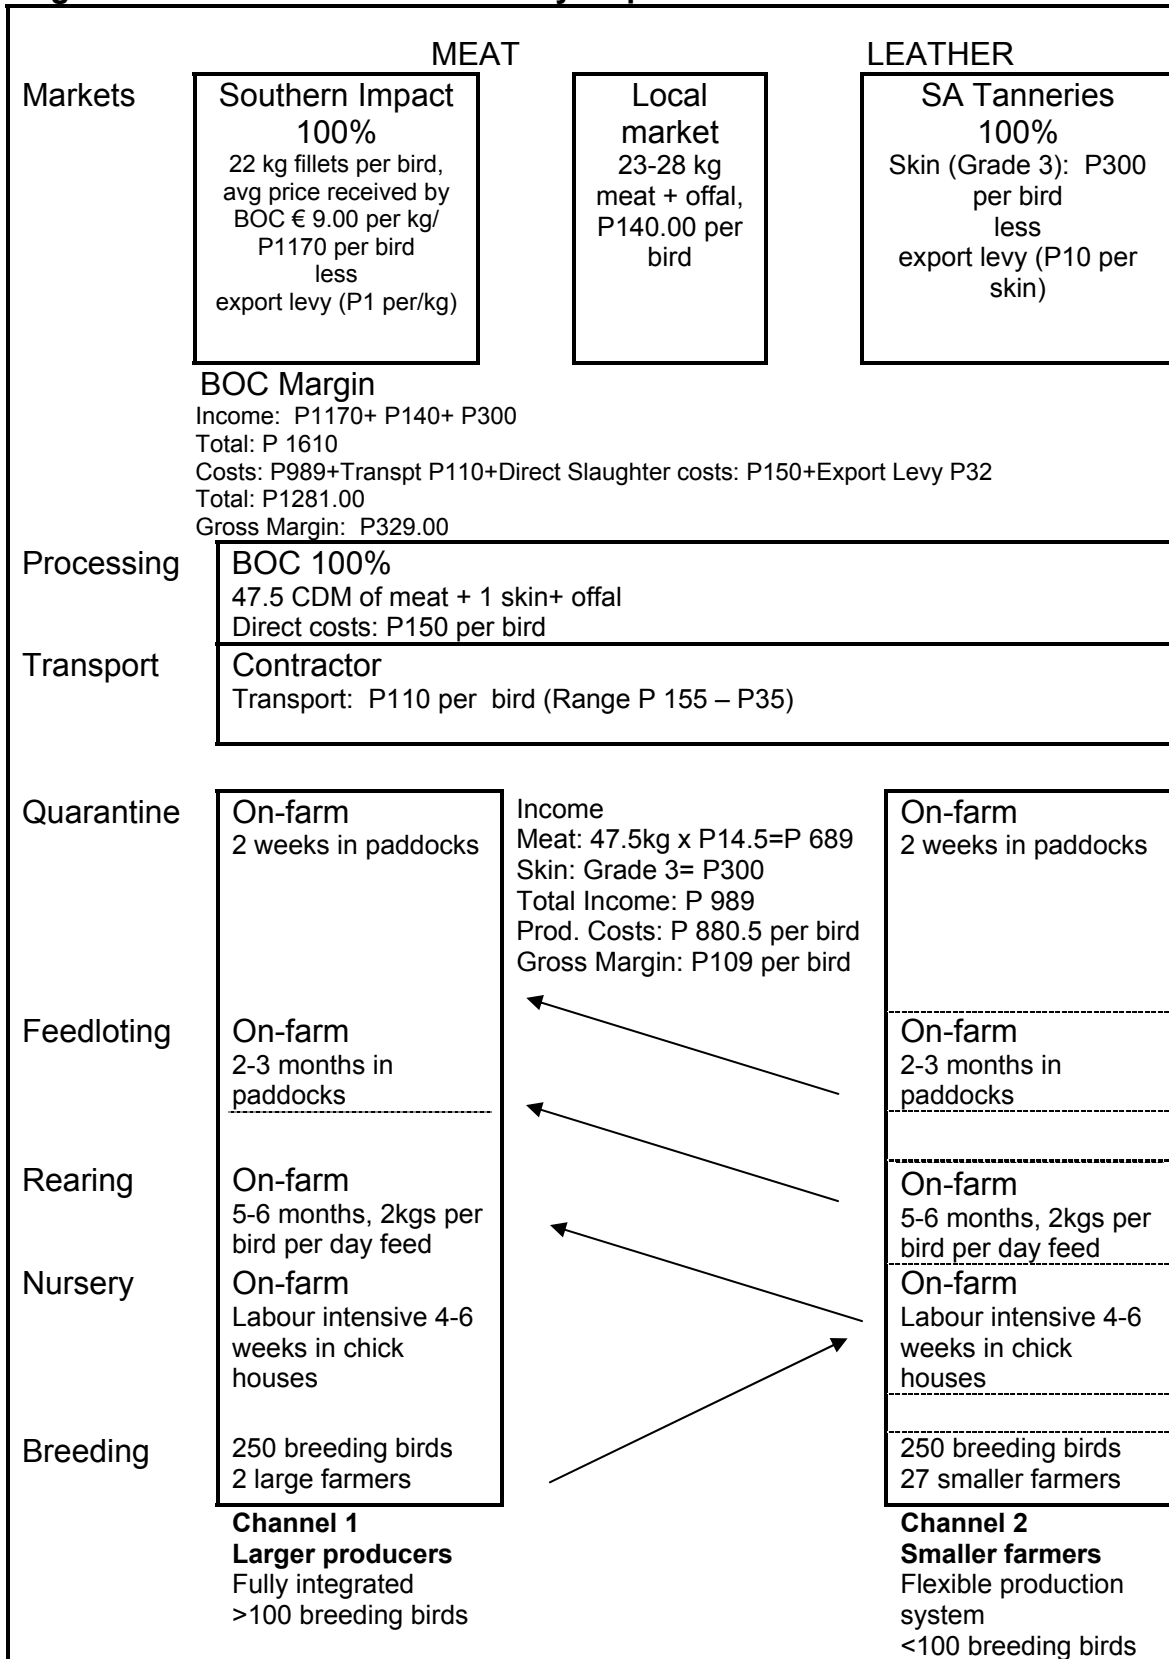 MEAT
LEATHER
Markets
Southern Impact
100%
22 kg fillets per bird,
avg price received by
BOC € 9.00 per kg/
P1170 per bird
less
export levy (P1 per/kg)
Local
market
23-28 kg
meat + offal,
P140.00 per
bird
SA Tanneries
100%
Skin (Grade 3): P300
per bird
less
export levy (P10 per
skin)
BOC Margin
Income: P1170+ P140+ P300
Total: P 1610
Costs: P989+Transpt P110+Direct Slaughter costs: P150+Export Levy P32
Total: P1281.00
Gross Margin: P329.00
Processing
BOC 100%
47.5 CDM of meat + 1 skin+ offal
Direct costs: P150 per bird
Transport
Contractor
Transport: P110 per bird (Range P 155 – P35)
Quarantine
On-farm
2 weeks in paddocks
Income
Meat: 47.5kg x P14.5=P 689
Skin: Grade 3= P300
Total Income: P 989
Prod. Costs: P 880.5 per bird
Gross Margin: P109 per bird
On-farm
2 weeks in paddocks
Feedloting
On-farm
2-3 months in
paddocks
On-farm
2-3 months in
paddocks
Rearing
On-farm
5-6 months, 2kgs per
bird per day feed
On-farm
5-6 months, 2kgs per
bird per day feed
Nursery
On-farm
Labour intensive 4-6
weeks in chick
houses
On-farm
Labour intensive 4-6
weeks in chick
houses
Breeding
250 breeding birds
2 large farmers
250 breeding birds
27 smaller farmers
Channel 1
Larger producers
Fully integrated
>100 breeding birds
Channel 2
Smaller farmers
Flexible production
system
<100 breeding birds